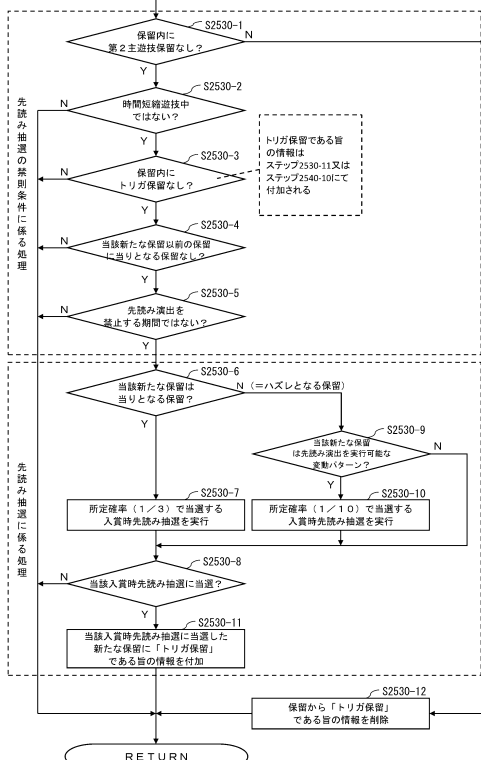 S2530-1
保留内に
第２主遊技保留なし？
N
Y
S2530-2
N
時間短縮遊技中
ではない？
Y
先読み抽選の禁則条件に係る処理
S2530-3
N
保留内に
トリガ保留なし？
Y
トリガ保留である旨
の情報は
ステップ2530-11又は
ステップ2540-10にて
付加される
S2530-4
N
当該新たな保留以前の保留
に当りとなる保留なし？
Y
S2530-5
N
先読み演出を
禁止する期間ではない？
Y
S2530-6
当該新たな保留は
当りとなる保留？
N（＝ハズレとなる保留）
Y
S2530-9
当該新たな保留
は先読み演出を実行可能な
変動パターン？
N
Y
先読み抽選に係る処理
S2530-7
所定確率（１／３）で当選する
入賞時先読み抽選を実行
S2530-10
所定確率（１／１０）で当選する
入賞時先読み抽選を実行
S2530-8
N
当該入賞時先読み抽選に当選？
Y
S2530-11
当該入賞時先読み抽選に当選した
新たな保留に「トリガ保留」
である旨の情報を付加
S2530-12
保留から「トリガ保留」
である旨の情報を削除
RETURN